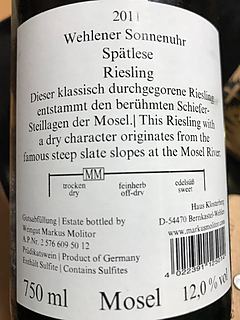 2011
Wehlener Sonnenuhr
Spätlese
Riesling
Dieser klassisch durchgegorene Riesling
entstammt den berühmten Schiefer-
Steillagen der Mosel.| This Riesling with
a dry character originates from the
famous steep slate slopes at the Mosel River.
MM
trocken feinherb edelsüß
dry off-dry sweet
Gutsabfüllung | Estate bottled by
Weingut Markus Molitor
A.P.Nr. 2 576 609 50 12
Prädikatswein | Product of Germany
Enthält Sulfite | Contains Sulfites
Haus Klosterberg
D-54470 Bernkastel-Wehlen
www.markusmolitor.com
750 ml Mosel 12,0 % vol